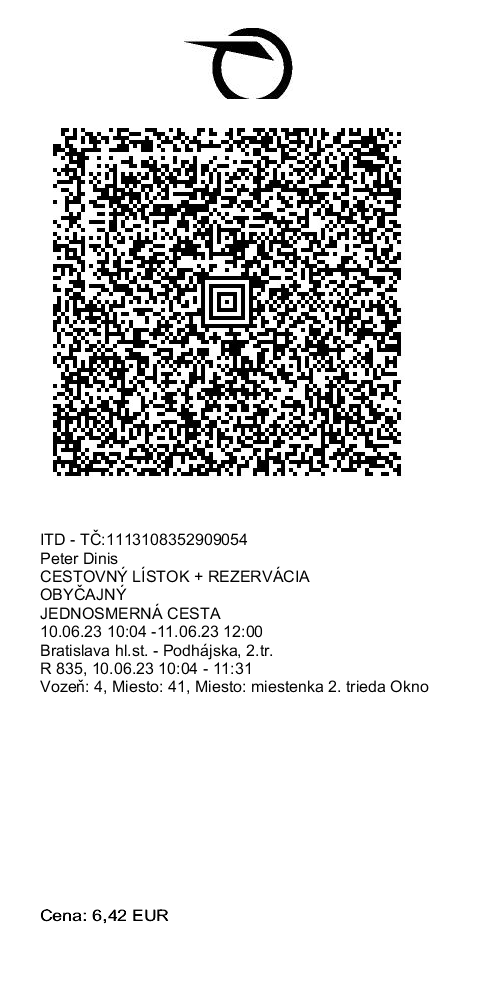 ITD - TČ:1113108352909054
Peter Dinis
CESTOVNÝ LÍSTOK + REZERVÁCIA
OBYČAJNÝ
JEDNOSMERNÁ CESTA
10.06.23 10:04 -11.06.23 12:00
Bratislava hl.st. - Podhájska, 2.tr.
R 835, 10.06.23 10:04 - 11:31
Vozeň: 4, Miesto: 41, Miesto: miestenka 2. trieda Okno
Cena: 6,42 EUR